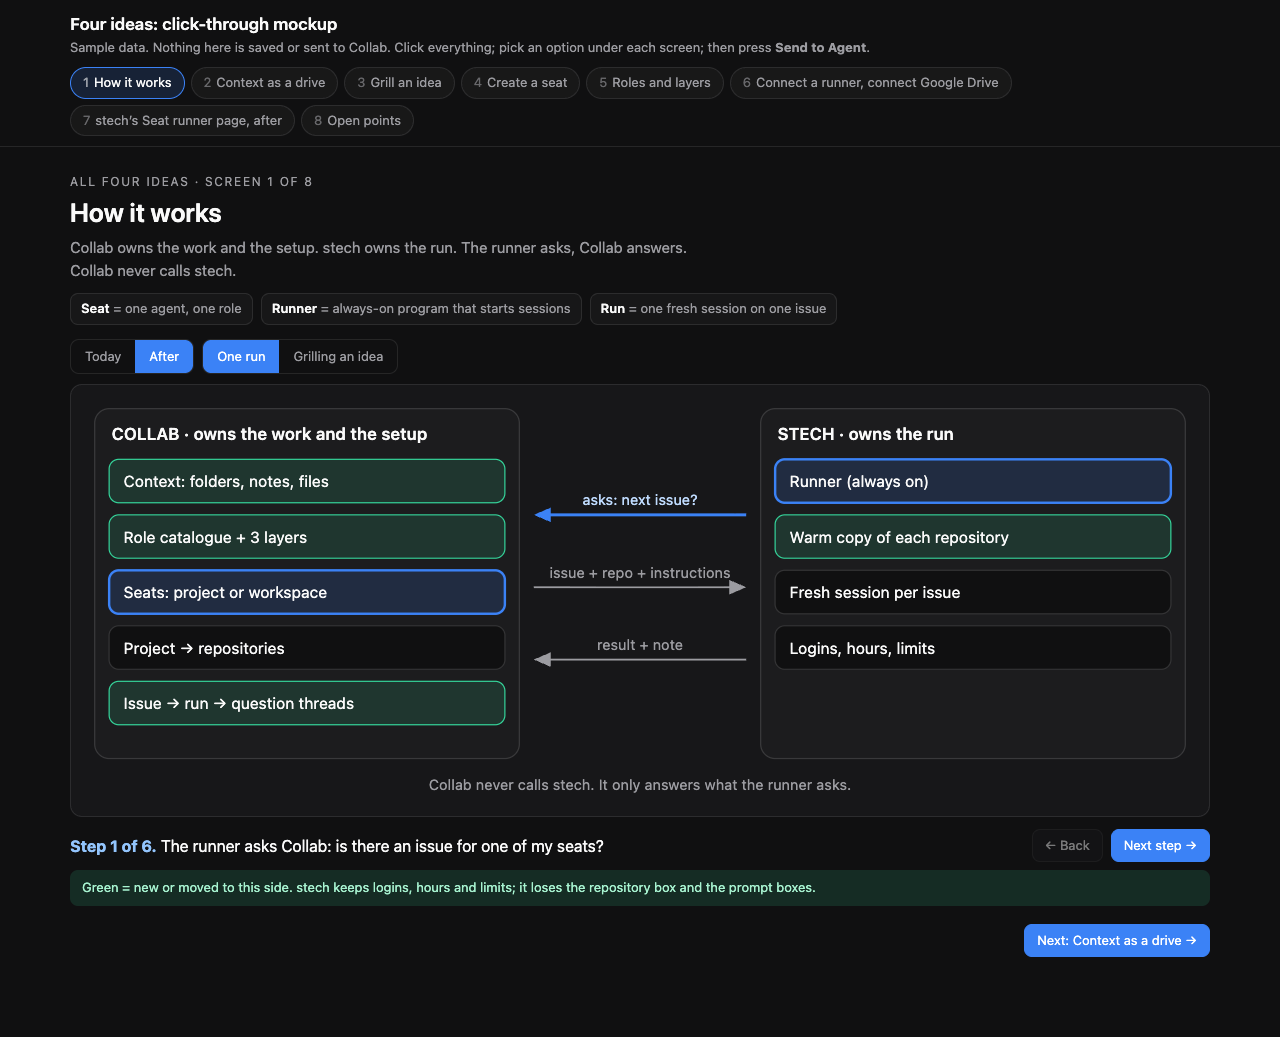 Four ideas: click-through mockup
Sample data. Nothing here is saved or sent to Collab. Click everything; pick an option under each screen; then press Send to Agent.
1 How it works
2 Context as a drive
3 Grill an idea
4 Create a seat
5 Roles and layers
6 Connect a runner, connect Google Drive
7 stech’s Seat runner page, after
8 Open points
ALL FOUR IDEAS · SCREEN 1 OF 8
How it works
Collab owns the work and the setup. stech owns the run. The runner asks, Collab answers.
Collab never calls stech.
Seat = one agent, one role
Runner = always-on program that starts sessions
Run = one fresh session on one issue
Today
After
One run
Grilling an idea
COLLAB · owns the work and the setup
Context: folders, notes, files
Role catalogue + 3 layers
Seats: project or workspace
Project → repositories
Issue → run → question threads
asks: next issue?
issue + repo + instructions
result + note
STECH · owns the run
Runner (always on)
Warm copy of each repository
Fresh session per issue
Logins, hours, limits
Collab never calls stech. It only answers what the runner asks.
Step 1 of 6. The runner asks Collab: is there an issue for one of my seats?
← Back
Next step →
Green = new or moved to this side. stech keeps logins, hours and limits; it loses the repository box and the prompt boxes.
Next: Context as a drive →